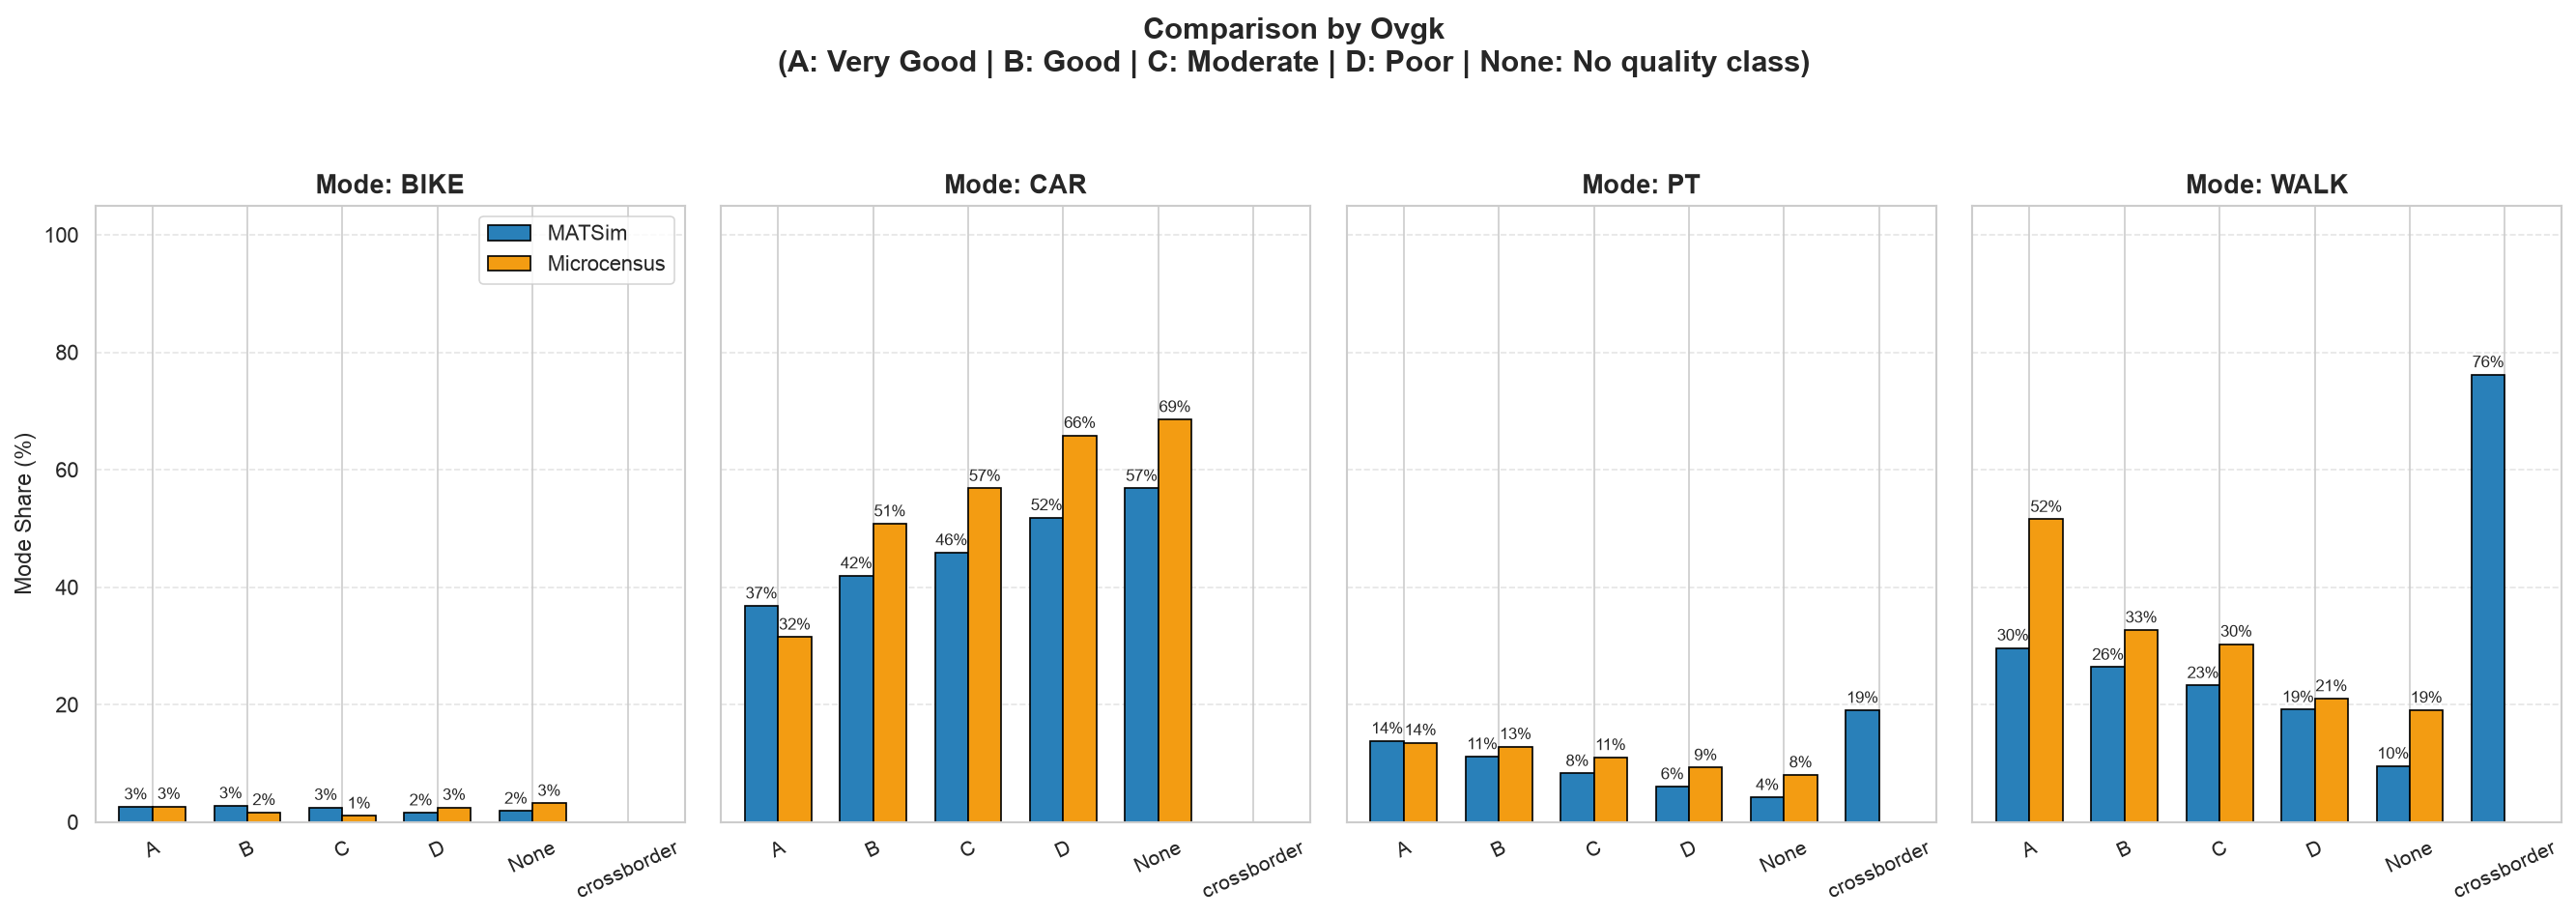 Comparison by Ovgk
(A: Very Good | B: Good | C: Moderate | D: Poor | None: No quality class)
Mode: BIKE
Mode Share (%)
100
80
60
40
20
0
MATSim
Microcensus
3% 3% 3% 2% 3% 1% 2% 3% 2% 3%
A B C D None crossborder
Mode: CAR
37% 32% 42% 51% 46% 57% 52% 66% 57% 69%
A B C D None crossborder
Mode: PT
14% 14% 11% 13% 8% 11% 6% 9% 4% 8% 19%
A B C D None crossborder
Mode: WALK
30% 52% 26% 33% 23% 30% 19% 21% 10% 19% 76%
A B C D None crossborder